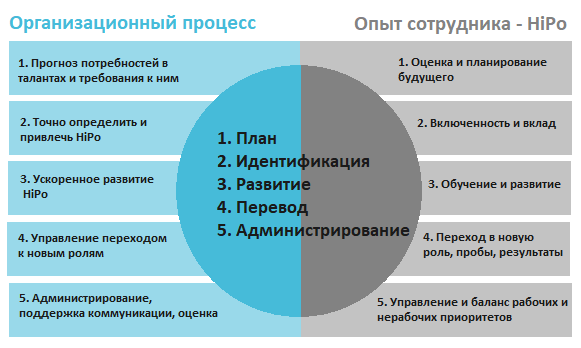 Организационный процесс
Опыт сотрудника - HiPo
1. Прогноз потребностей в
талантах и требования к ним
2. Точно определить и
привлечь HiPo
3. Ускоренное развитие
HiPo
4. Управление переходом
к новым ролям
5. Администрирование,
поддержка коммуникации, оценка
1. План
2. Идентификация
3. Развитие
4. Перевод
5. Администрирование
1. Оценка и планирование
будущего
2. Включенность и вклад
3. Обучение и развитие
4. Переход в новую
роль, пробы, результаты
5. Управление и баланс рабочих и
нерабочих приоритетов